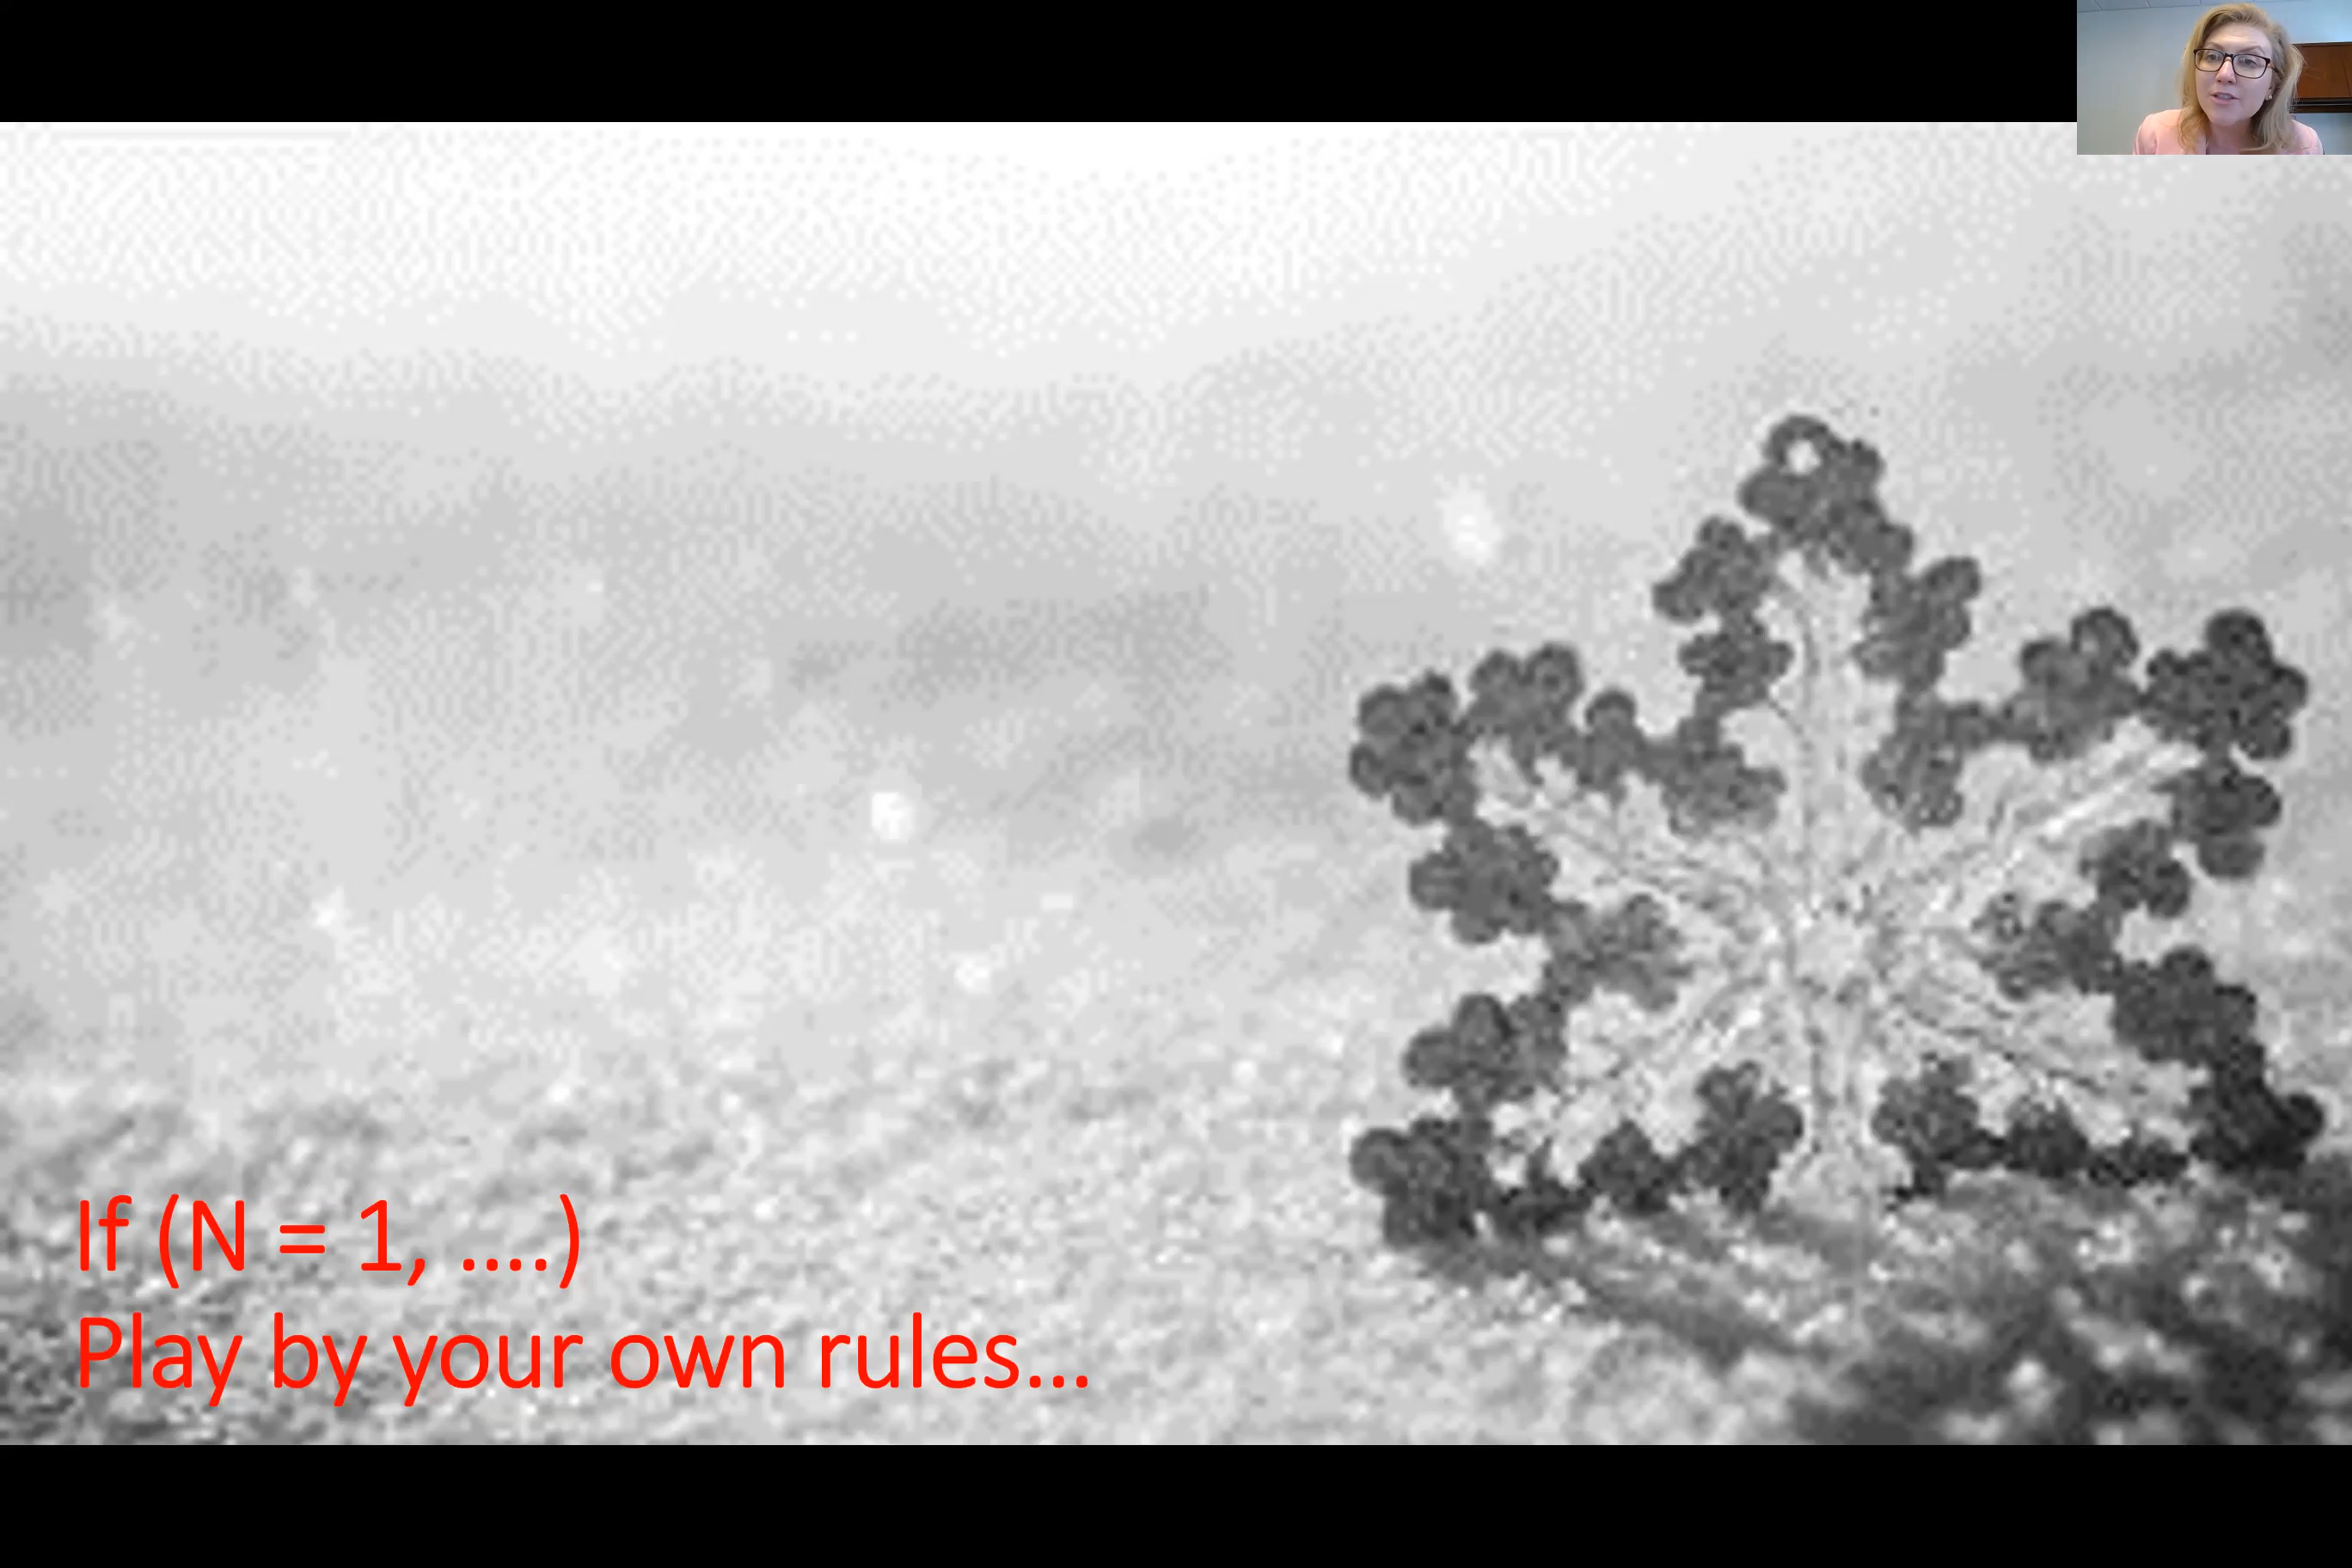 If (N = 1, ....)
Play by your own rules...